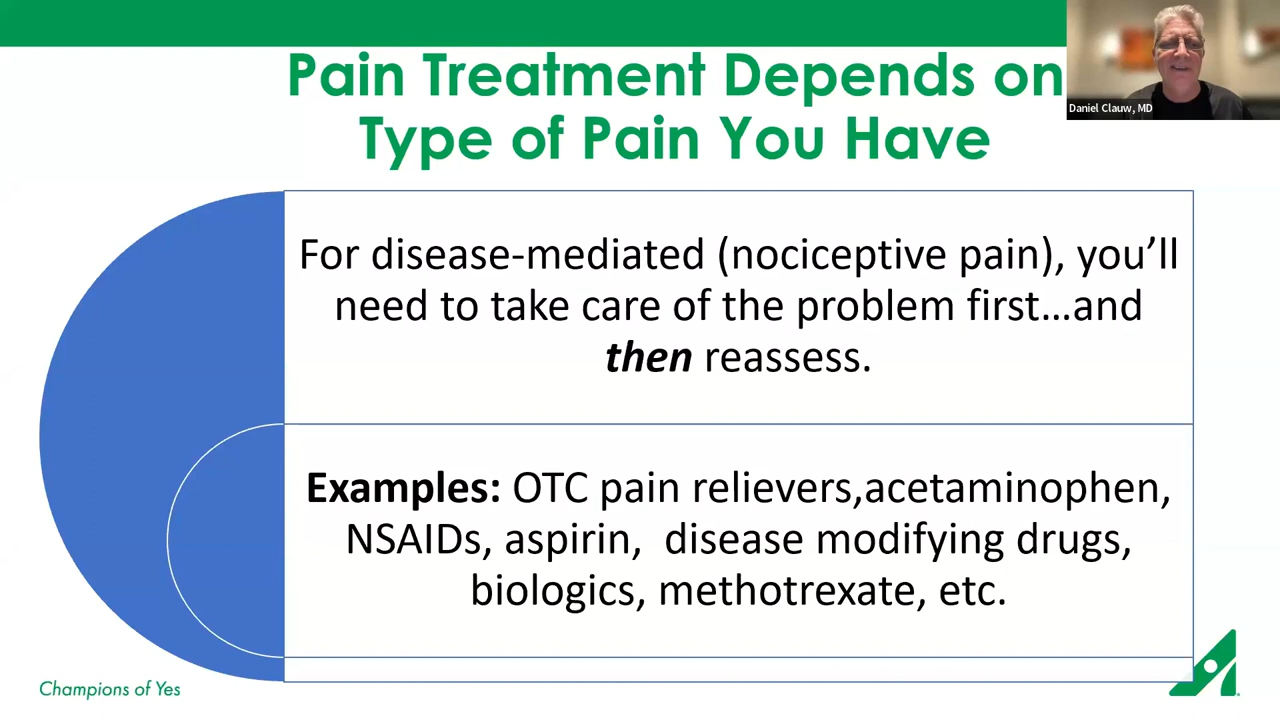 Pain Treatment Depends on
Type of Pain You Have
Daniel Clauw, MD
For disease-mediated (nociceptive pain), you’ll
need to take care of the problem first…and
then reassess.
Examples: OTC pain relievers,acetaminophen,
NSAIDs, aspirin,  disease modifying drugs,
biologics, methotrexate, etc.
Champions of Yes